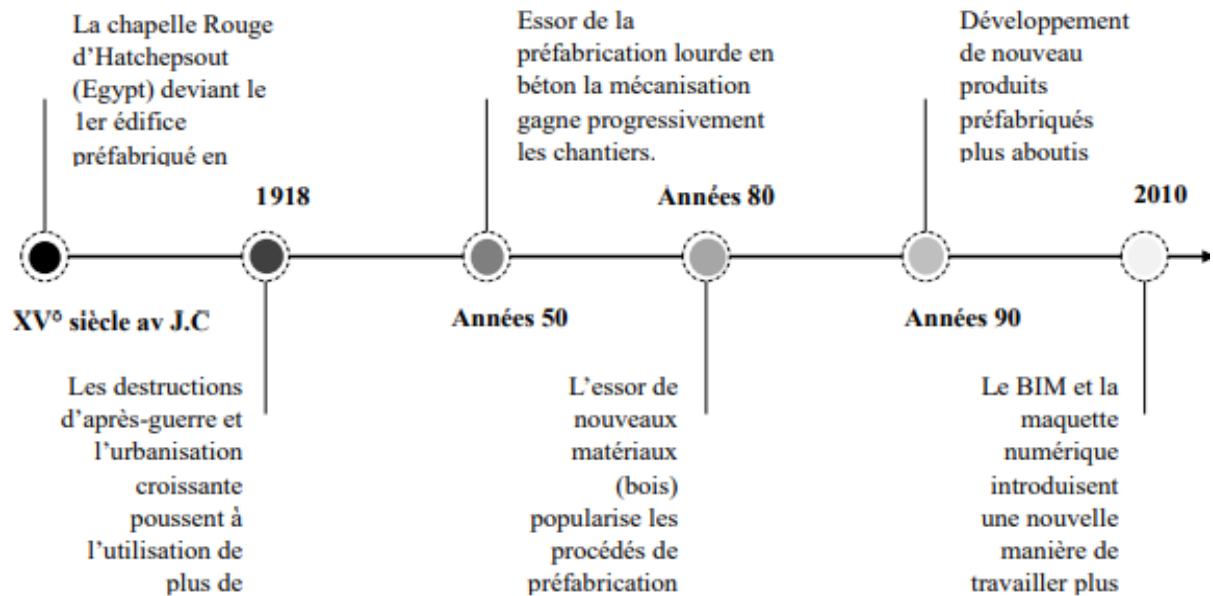 La chapelle Rouge
d'Hatchepsout
(Egypt) deviant le
1er édifice
préfabriqué en
XVº siècle av J.C
1918
Les destructions
d'après-guerre et
l'urbanisation
croissante
poussent à
l'utilisation de
plus de
Essor de la
préfabrication lourde en
béton la mécanisation
gagne progressivement
les chantiers.
Années 50
Années 80
L'essor de
nouveaux
matériaux
(bois)
popularise les
procédés de
préfabrication
Développement
de nouveau
produits
préfabriqués
plus aboutis
Années 90
2010
Le BIM et la
maquette
numérique
introduisent
une nouvelle
manière de
travailler plus